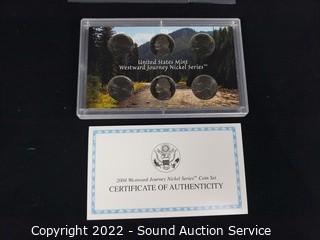 United States Mint
Westward Journey Nickel Series™
2004 Westward Journey Nickel Series™ Coin Set
CERTIFICATE OF AUTHENTICITY
Copyright 2022 - Sound Auction Service